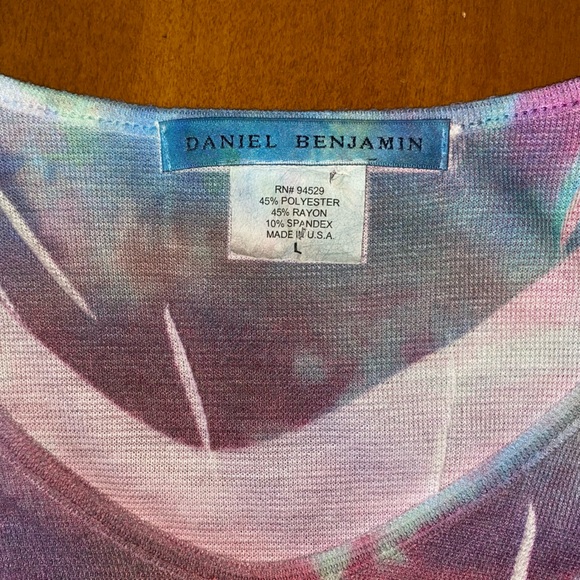 DANIEL BENJAMIN
RN# 94529
45% POLYESTER
45% RAYON
10% SPANDEX
MADE IN U.S.A.
L